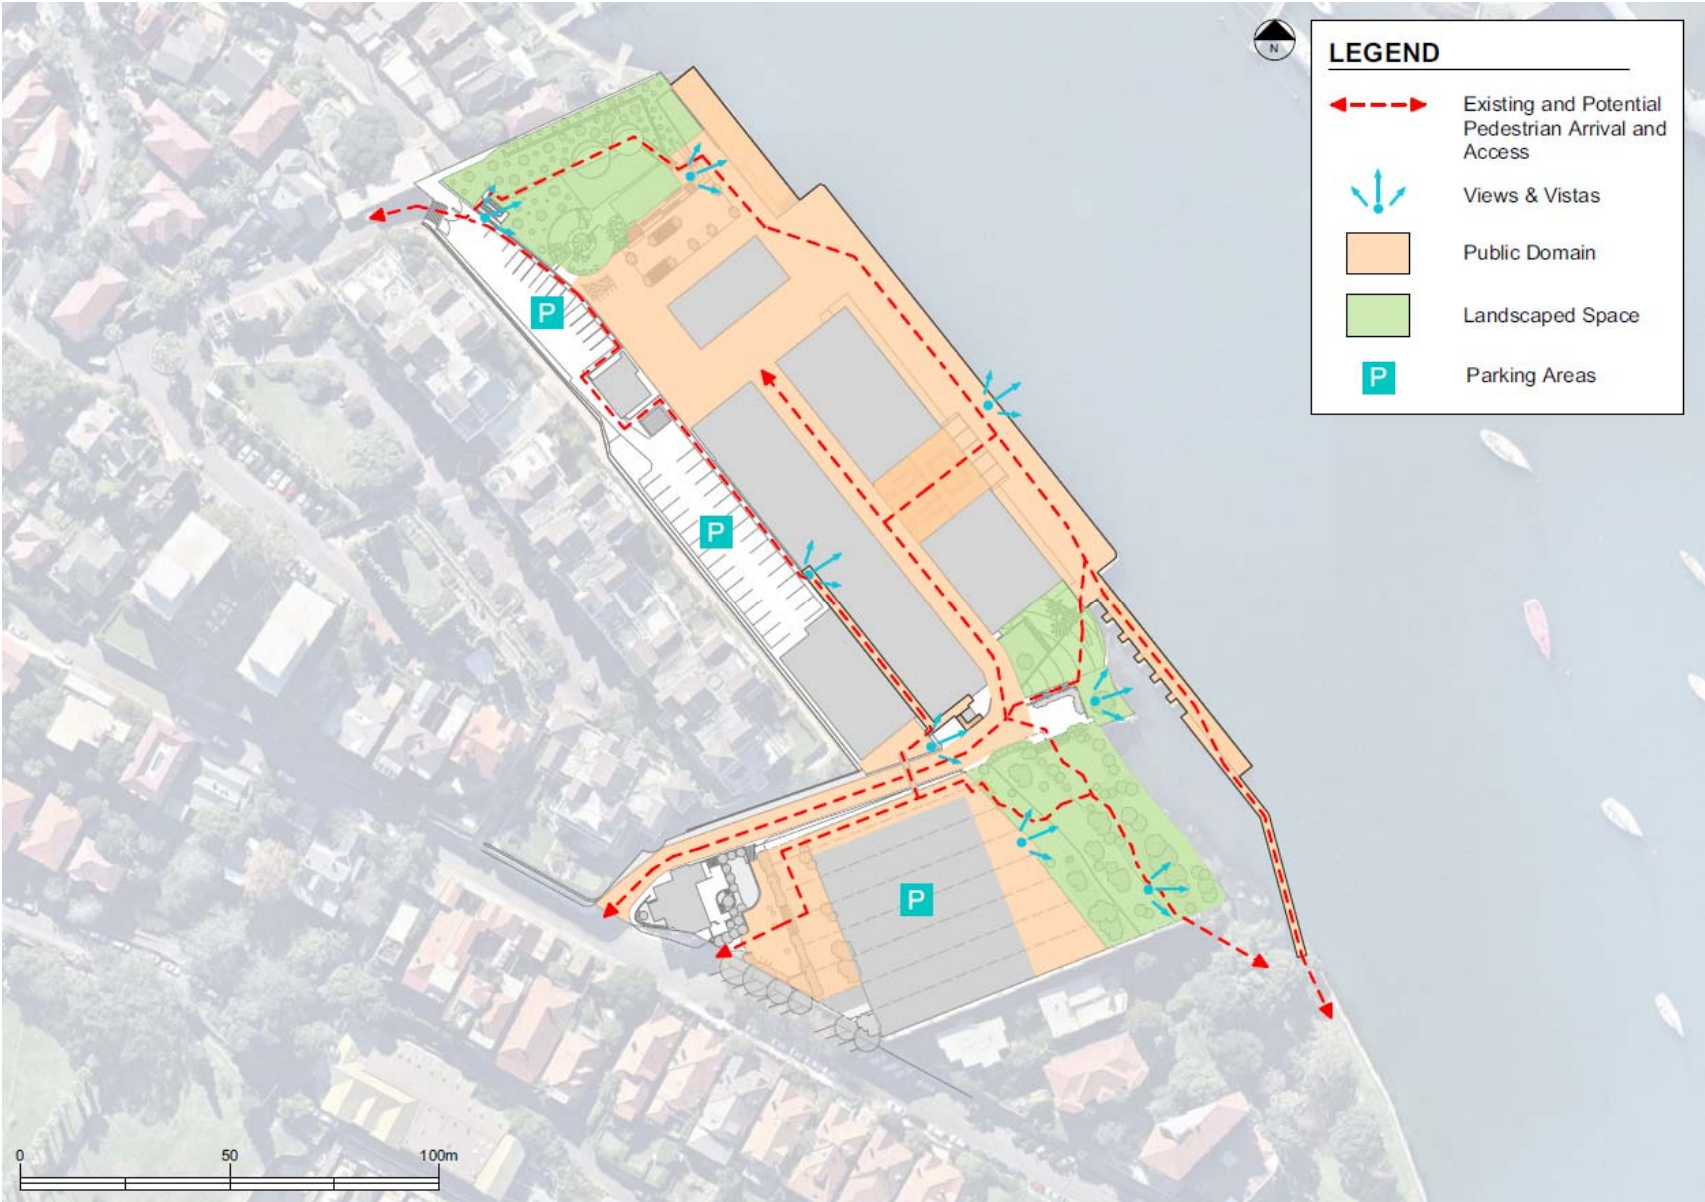 N
LEGEND
Existing and Potential
Pedestrian Arrival and
Access
Views & Vistas
Public Domain
Landscaped Space
P
Parking Areas
P
P
P
0
50
100m